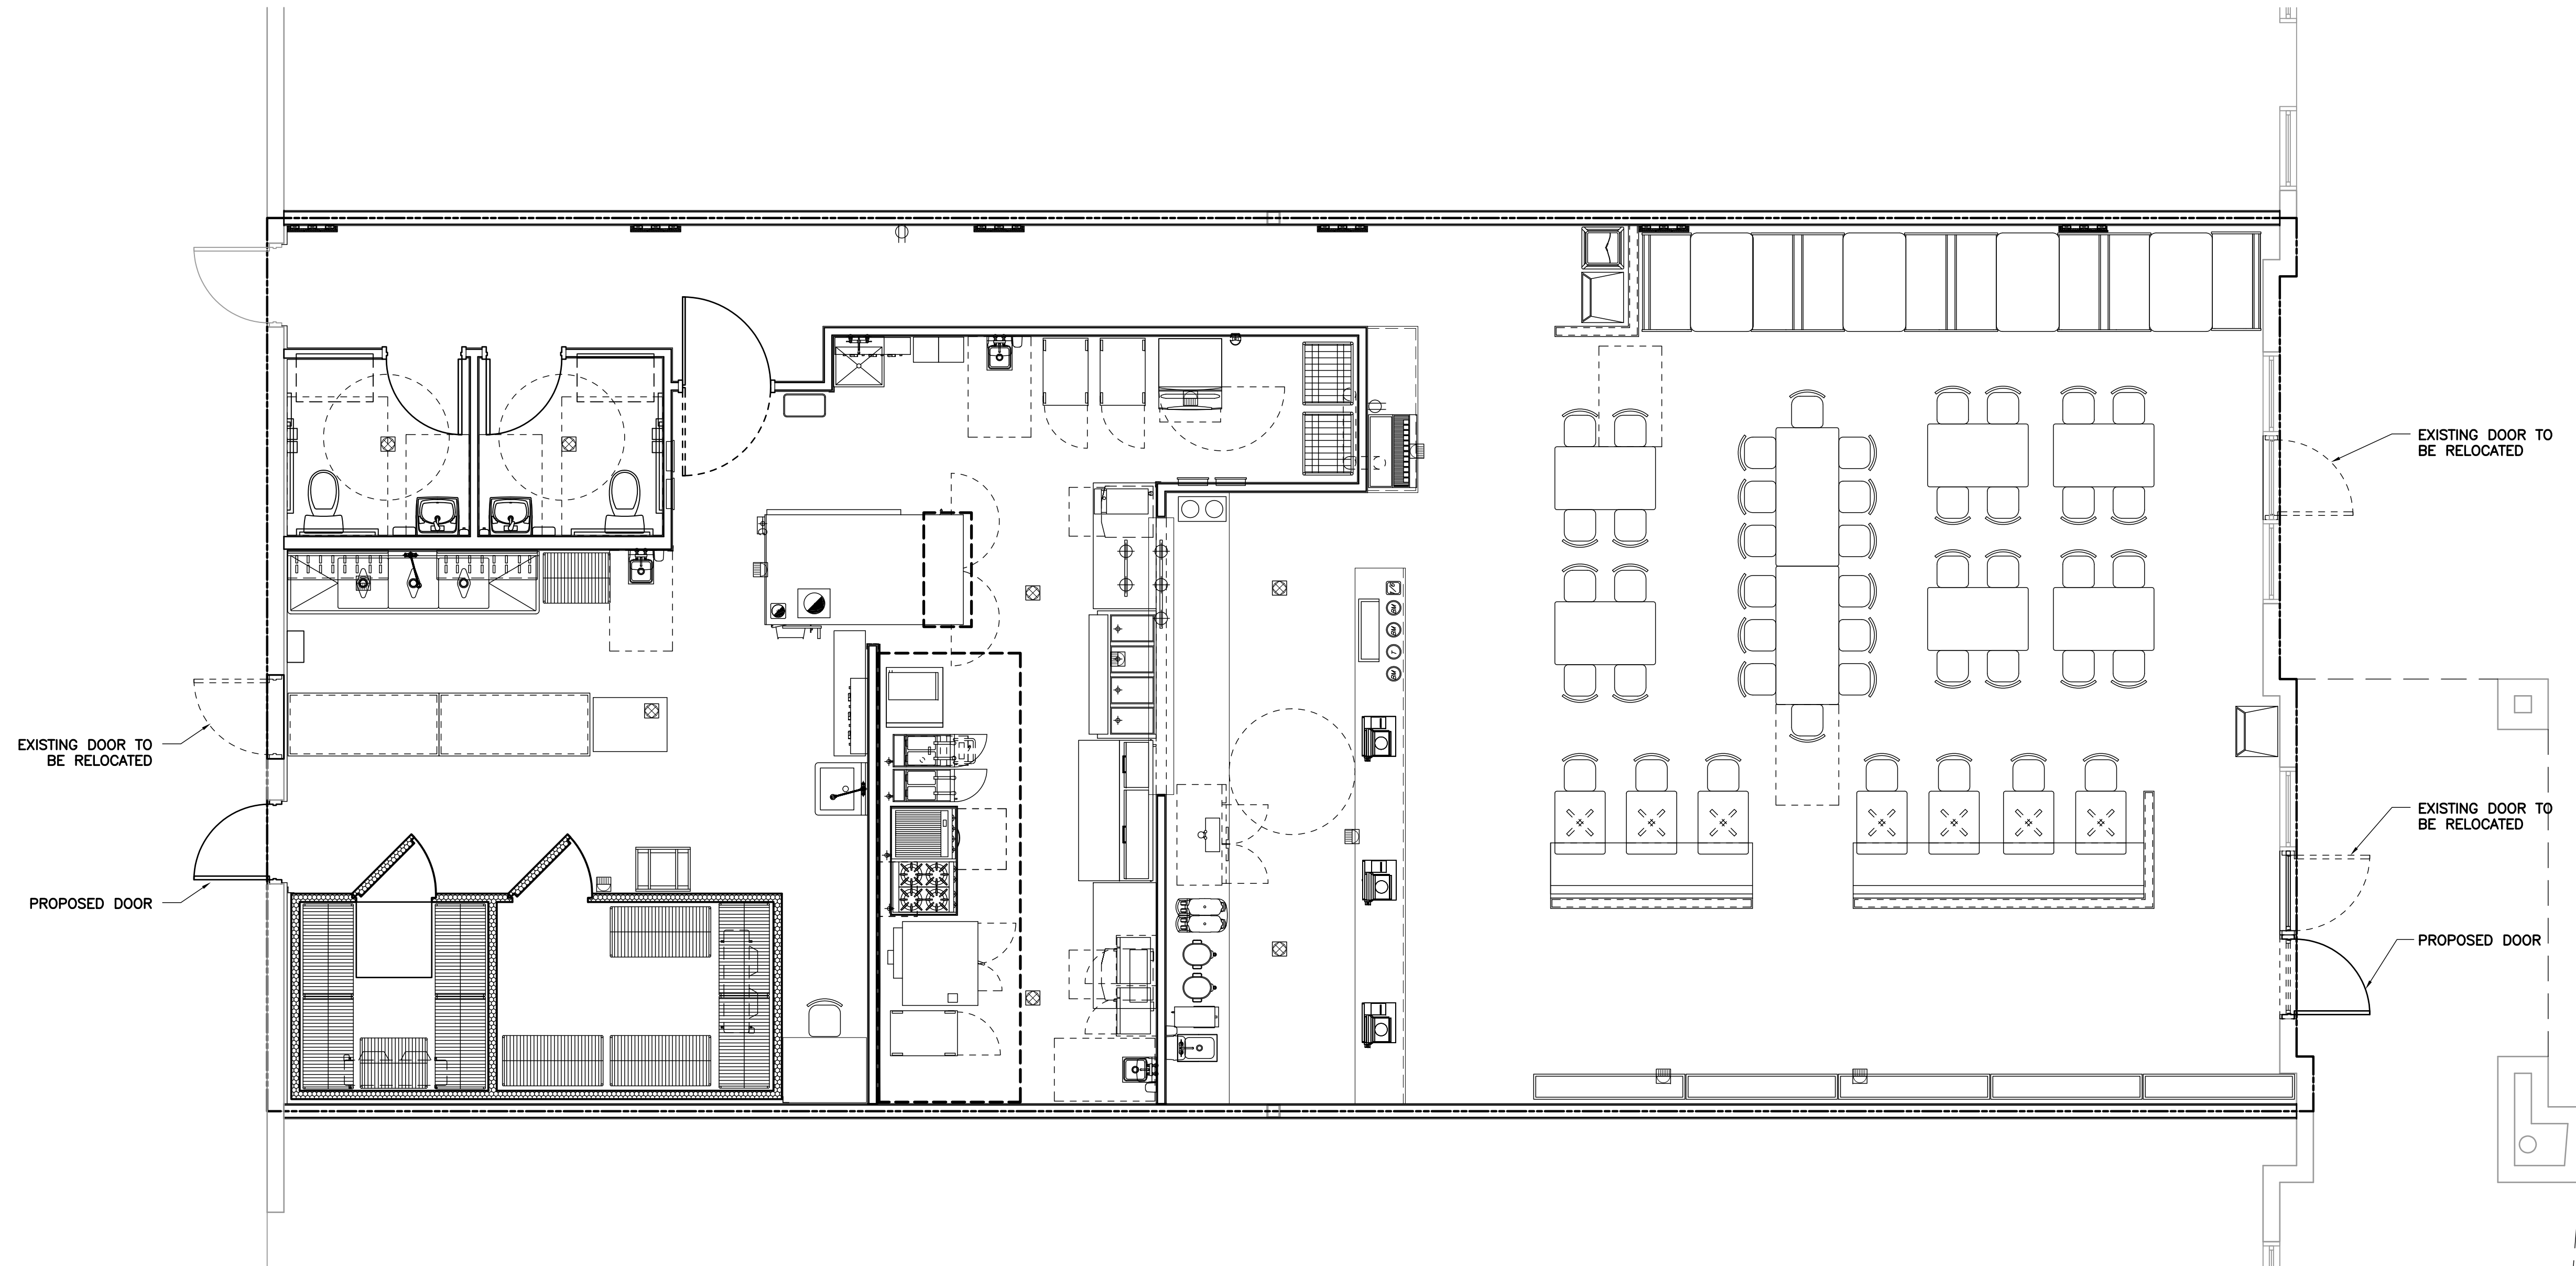 EXISTING DOOR TO
BE RELOCATED
EXISTING DOOR TO
BE RELOCATED
PROPOSED DOOR
EXISTING DOOR TO
BE RELOCATED
PROPOSED DOOR